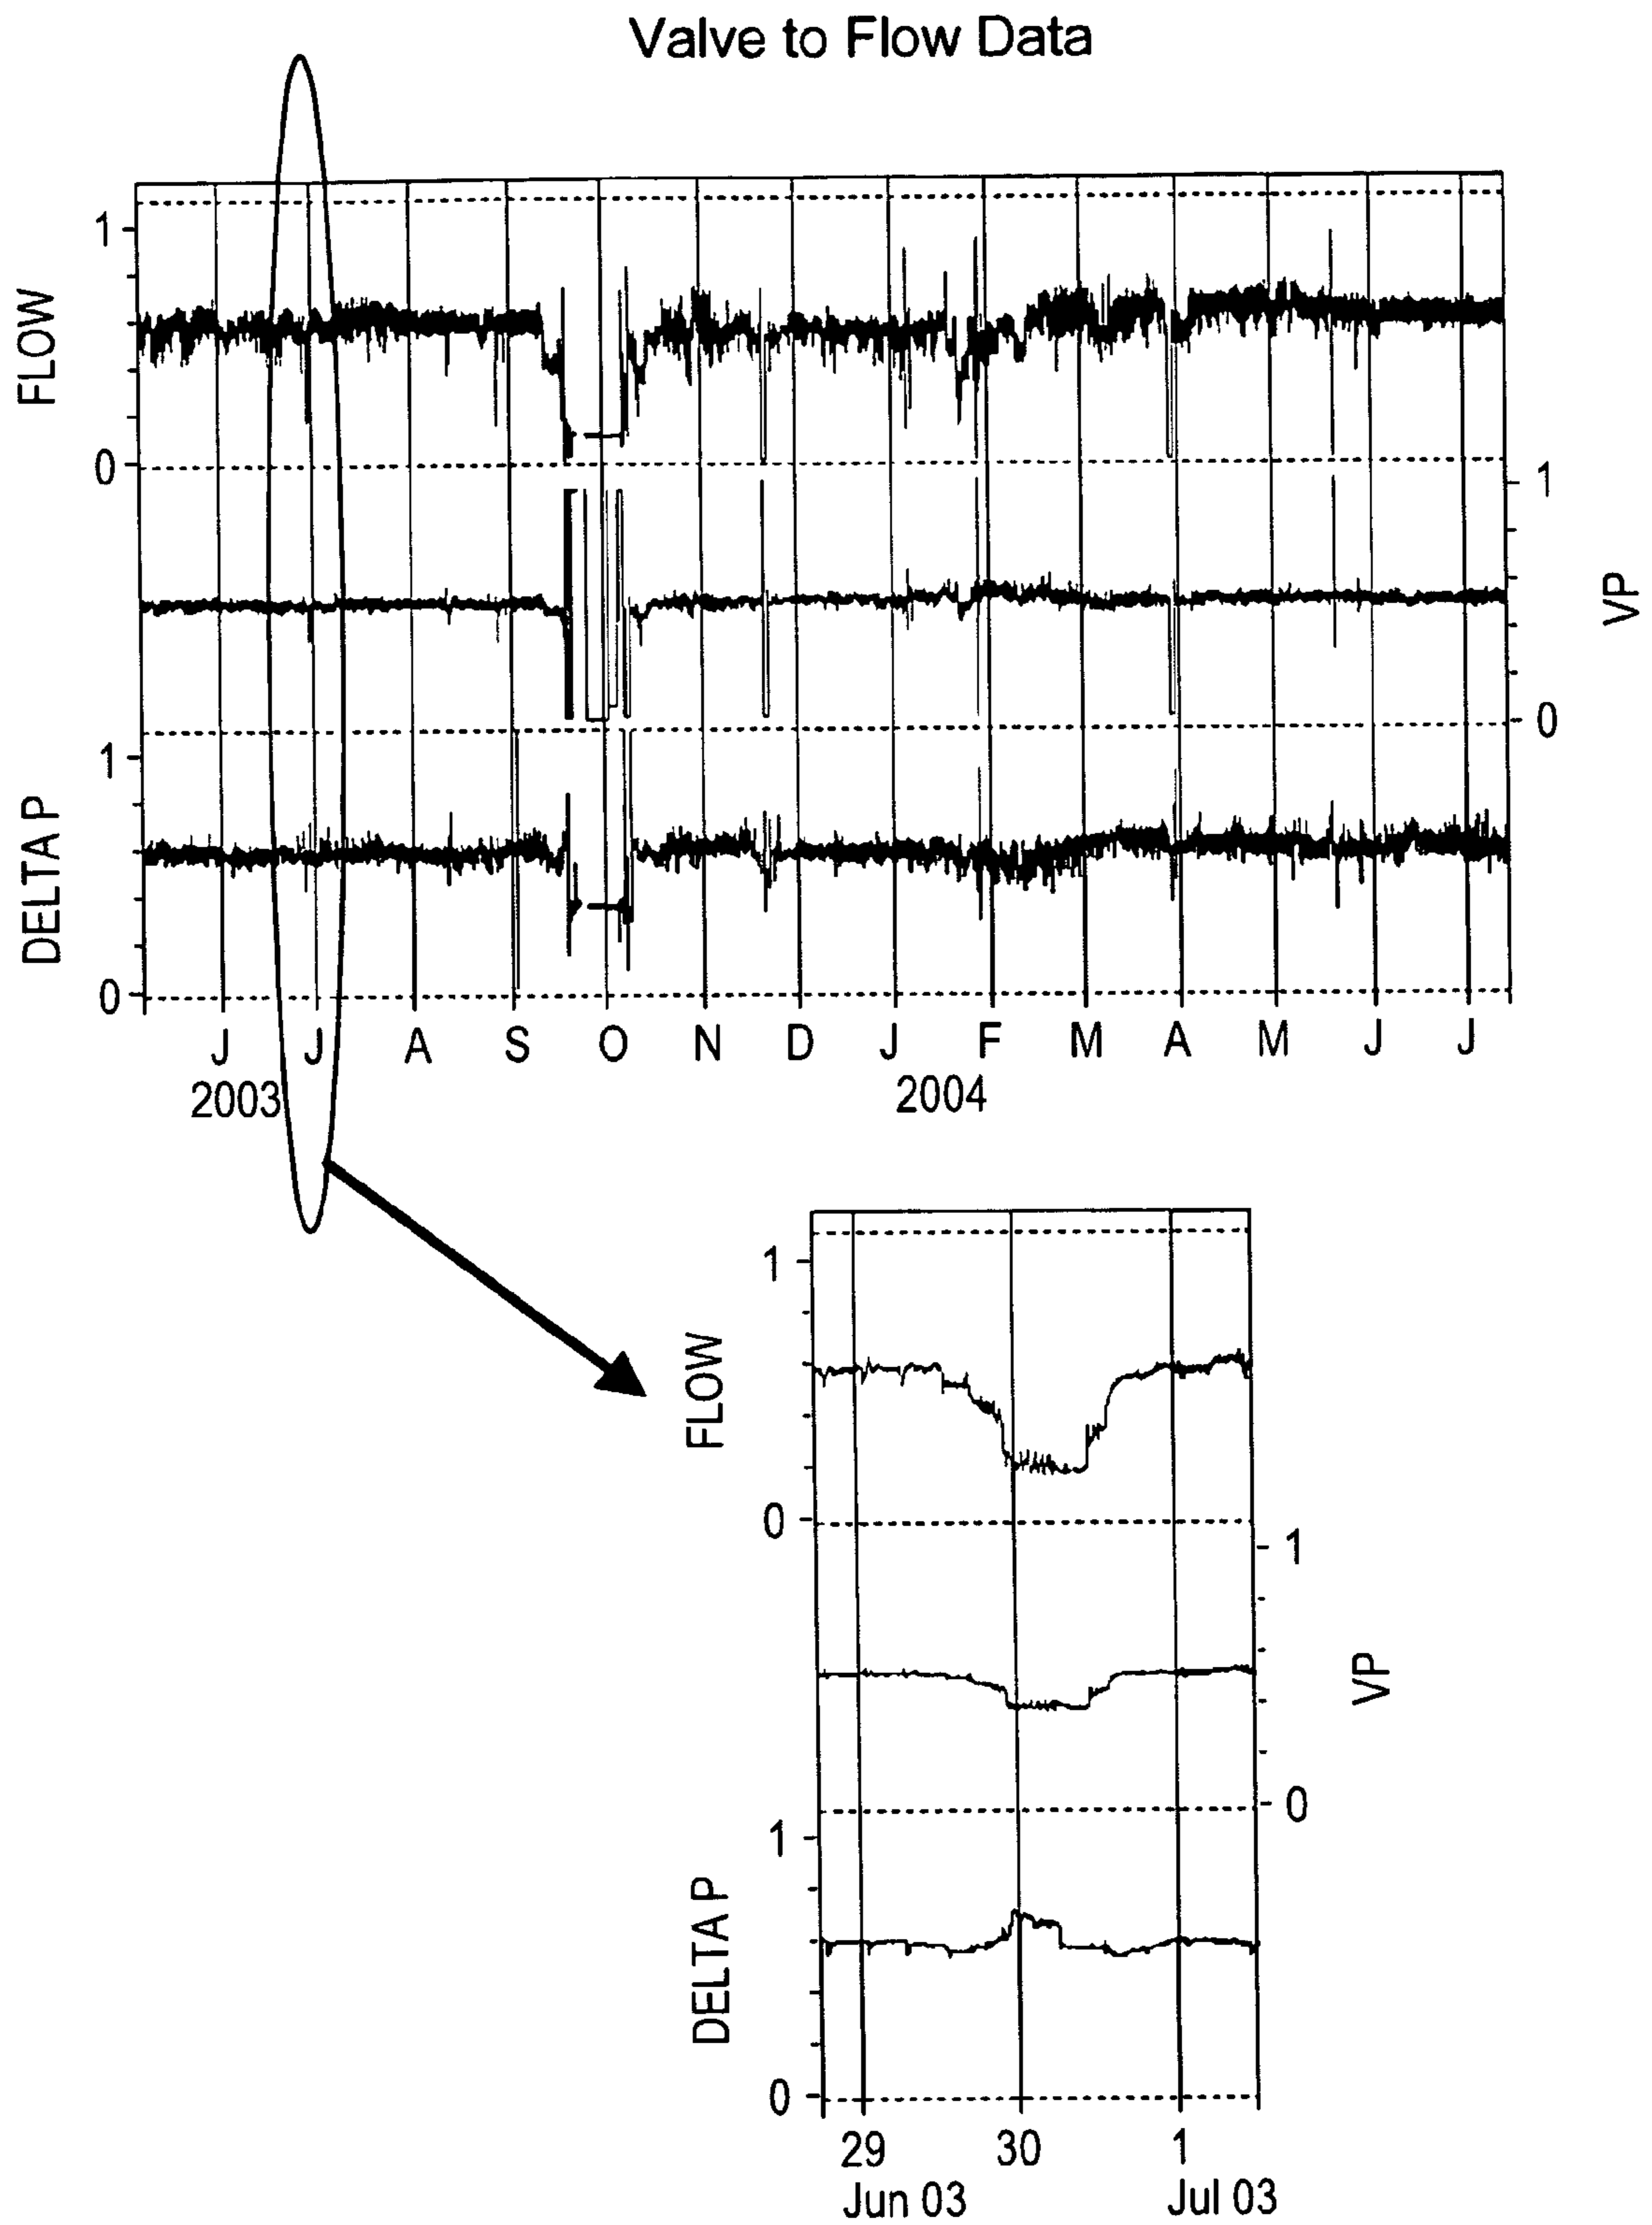 Valve to Flow Data
1
FLOW
0
1
VP
0
1
DELTA P
0
J J A S O N D J F M A M J J
2003 2004
1
FLOW
0
1
VP
0
1
DELTA P
0
29 30 1
Jun 03 Jul 03